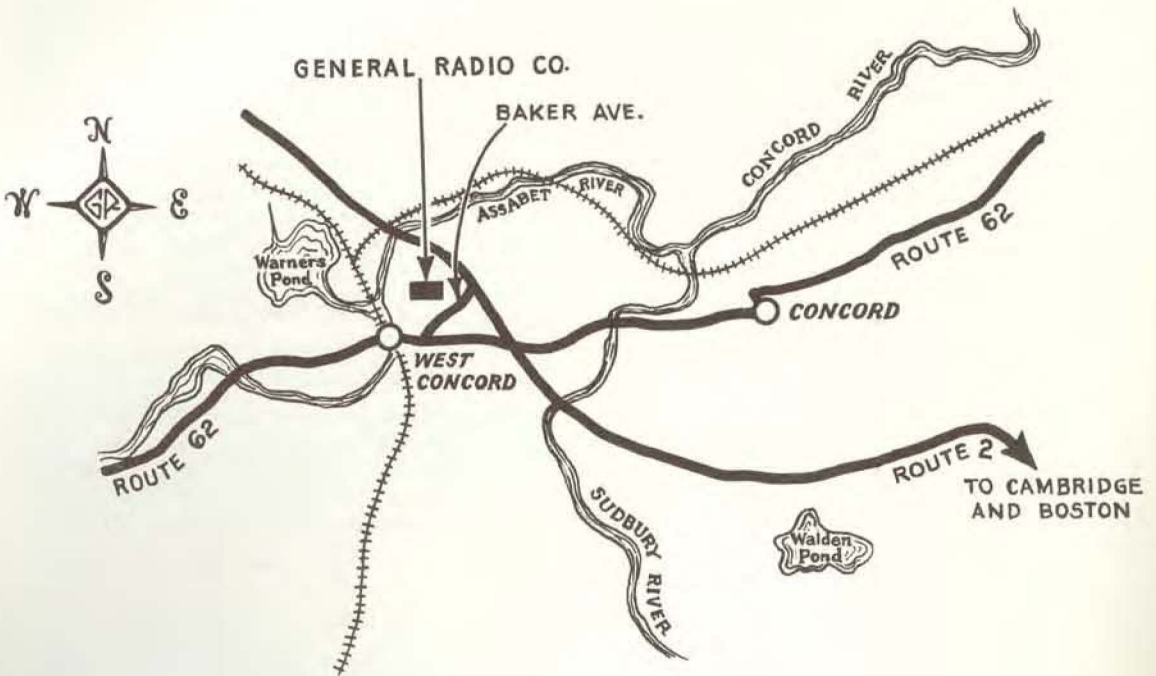 GENERAL RADIO CO.
BAKER AVE.
N
W
GR
E
S
CONCORD RIVER
ASSABET RIVER
Warners
Pond
ROUTE 62
CONCORD
WEST
CONCORD
ROUTE 62
ROUTE 2
TO CAMBRIDGE
AND BOSTON
SUDBURY RIVER
Walden
Pond